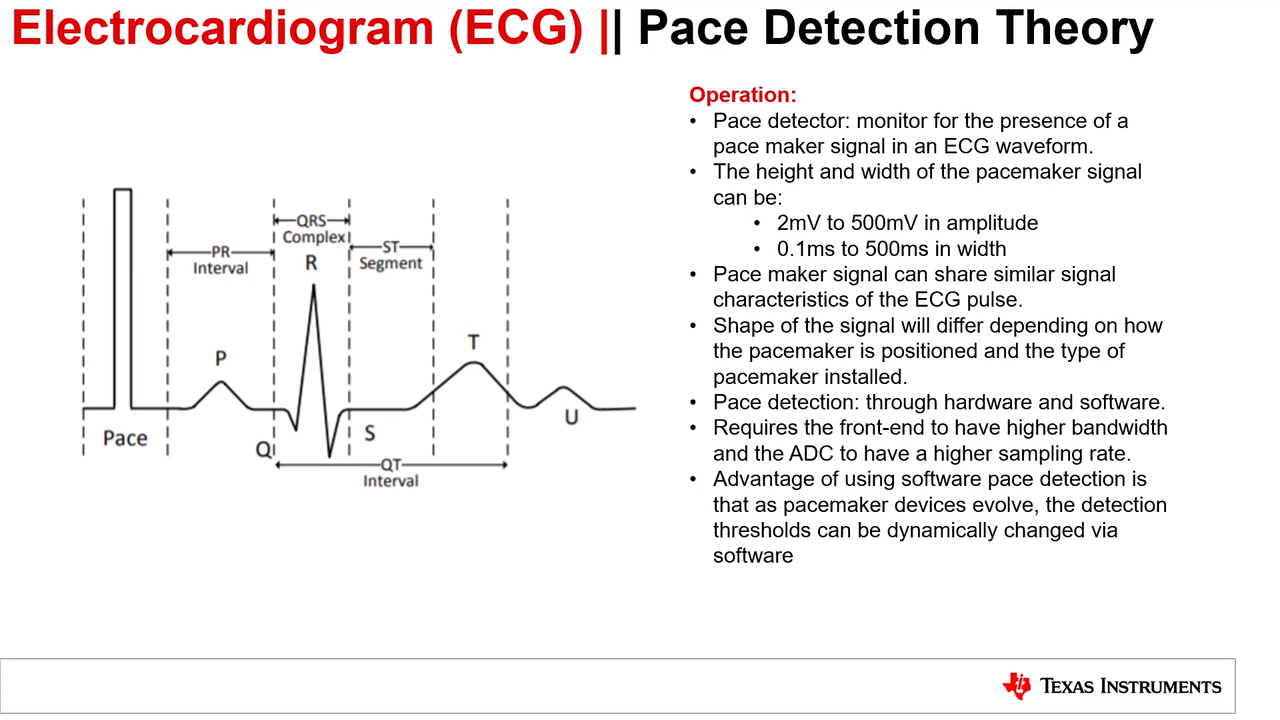 Electrocardiogram (ECG) || Pace Detection Theory
Operation:
• Pace detector: monitor for the presence of a
pace maker signal in an ECG waveform.
• The height and width of the pacemaker signal
can be:
• 2mV to 500mV in amplitude
• 0.1ms to 500ms in width
• Pace maker signal can share similar signal
characteristics of the ECG pulse.
• Shape of the signal will differ depending on how
the pacemaker is positioned and the type of
pacemaker installed.
• Pace detection: through hardware and software.
• Requires the front-end to have higher bandwidth
and the ADC to have a higher sampling rate.
• Advantage of using software pace detection is
that as pacemaker devices evolve, the detection
thresholds can be dynamically changed via
software
QRS
Complex
PR
Interval
ST
Segment
R
P
T
U
Pace
Q
S
QT
Interval
TEXAS INSTRUMENTS